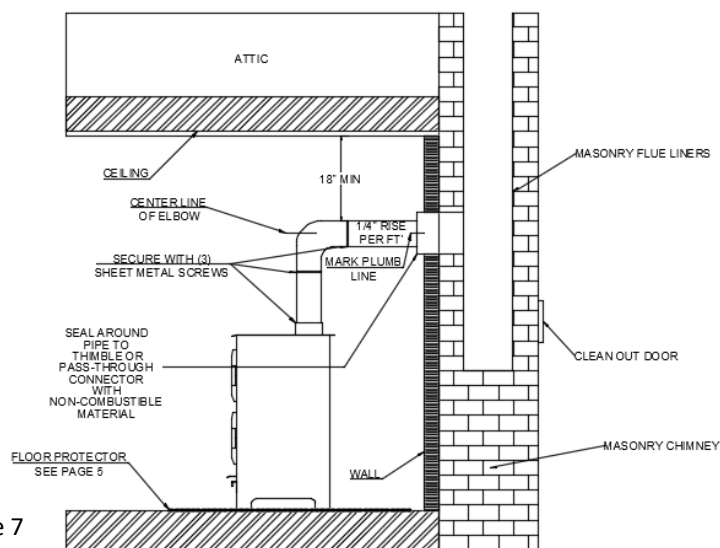 ATTIC
MASONRY FLUE LINERS
CEILING
18" MIN
CENTER LINE
OF ELBOW
1/4" RISE
PER FT'
SECURE WITH (3)
SHEET METAL SCREWS
MARK PLUMB
LINE
SEAL AROUND
PIPE TO
THIMBLE OR
PASS-THROUGH
CONNECTOR
WITH
NON-COMBUSTIBLE
MATERIAL
CLEAN OUT DOOR
MASONRY CHIMNEY
FLOOR PROTECTOR
SEE PAGE 5
WALL
e 7